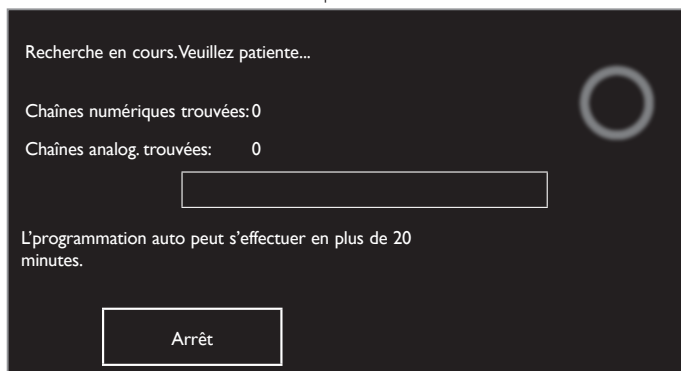 Recherche en cours. Veuillez patiente...
Chaînes numériques trouvées: 0
Chaînes analog. trouvées: 0
L'programmation auto peut s'effectuer en plus de 20
minutes.
Arrêt